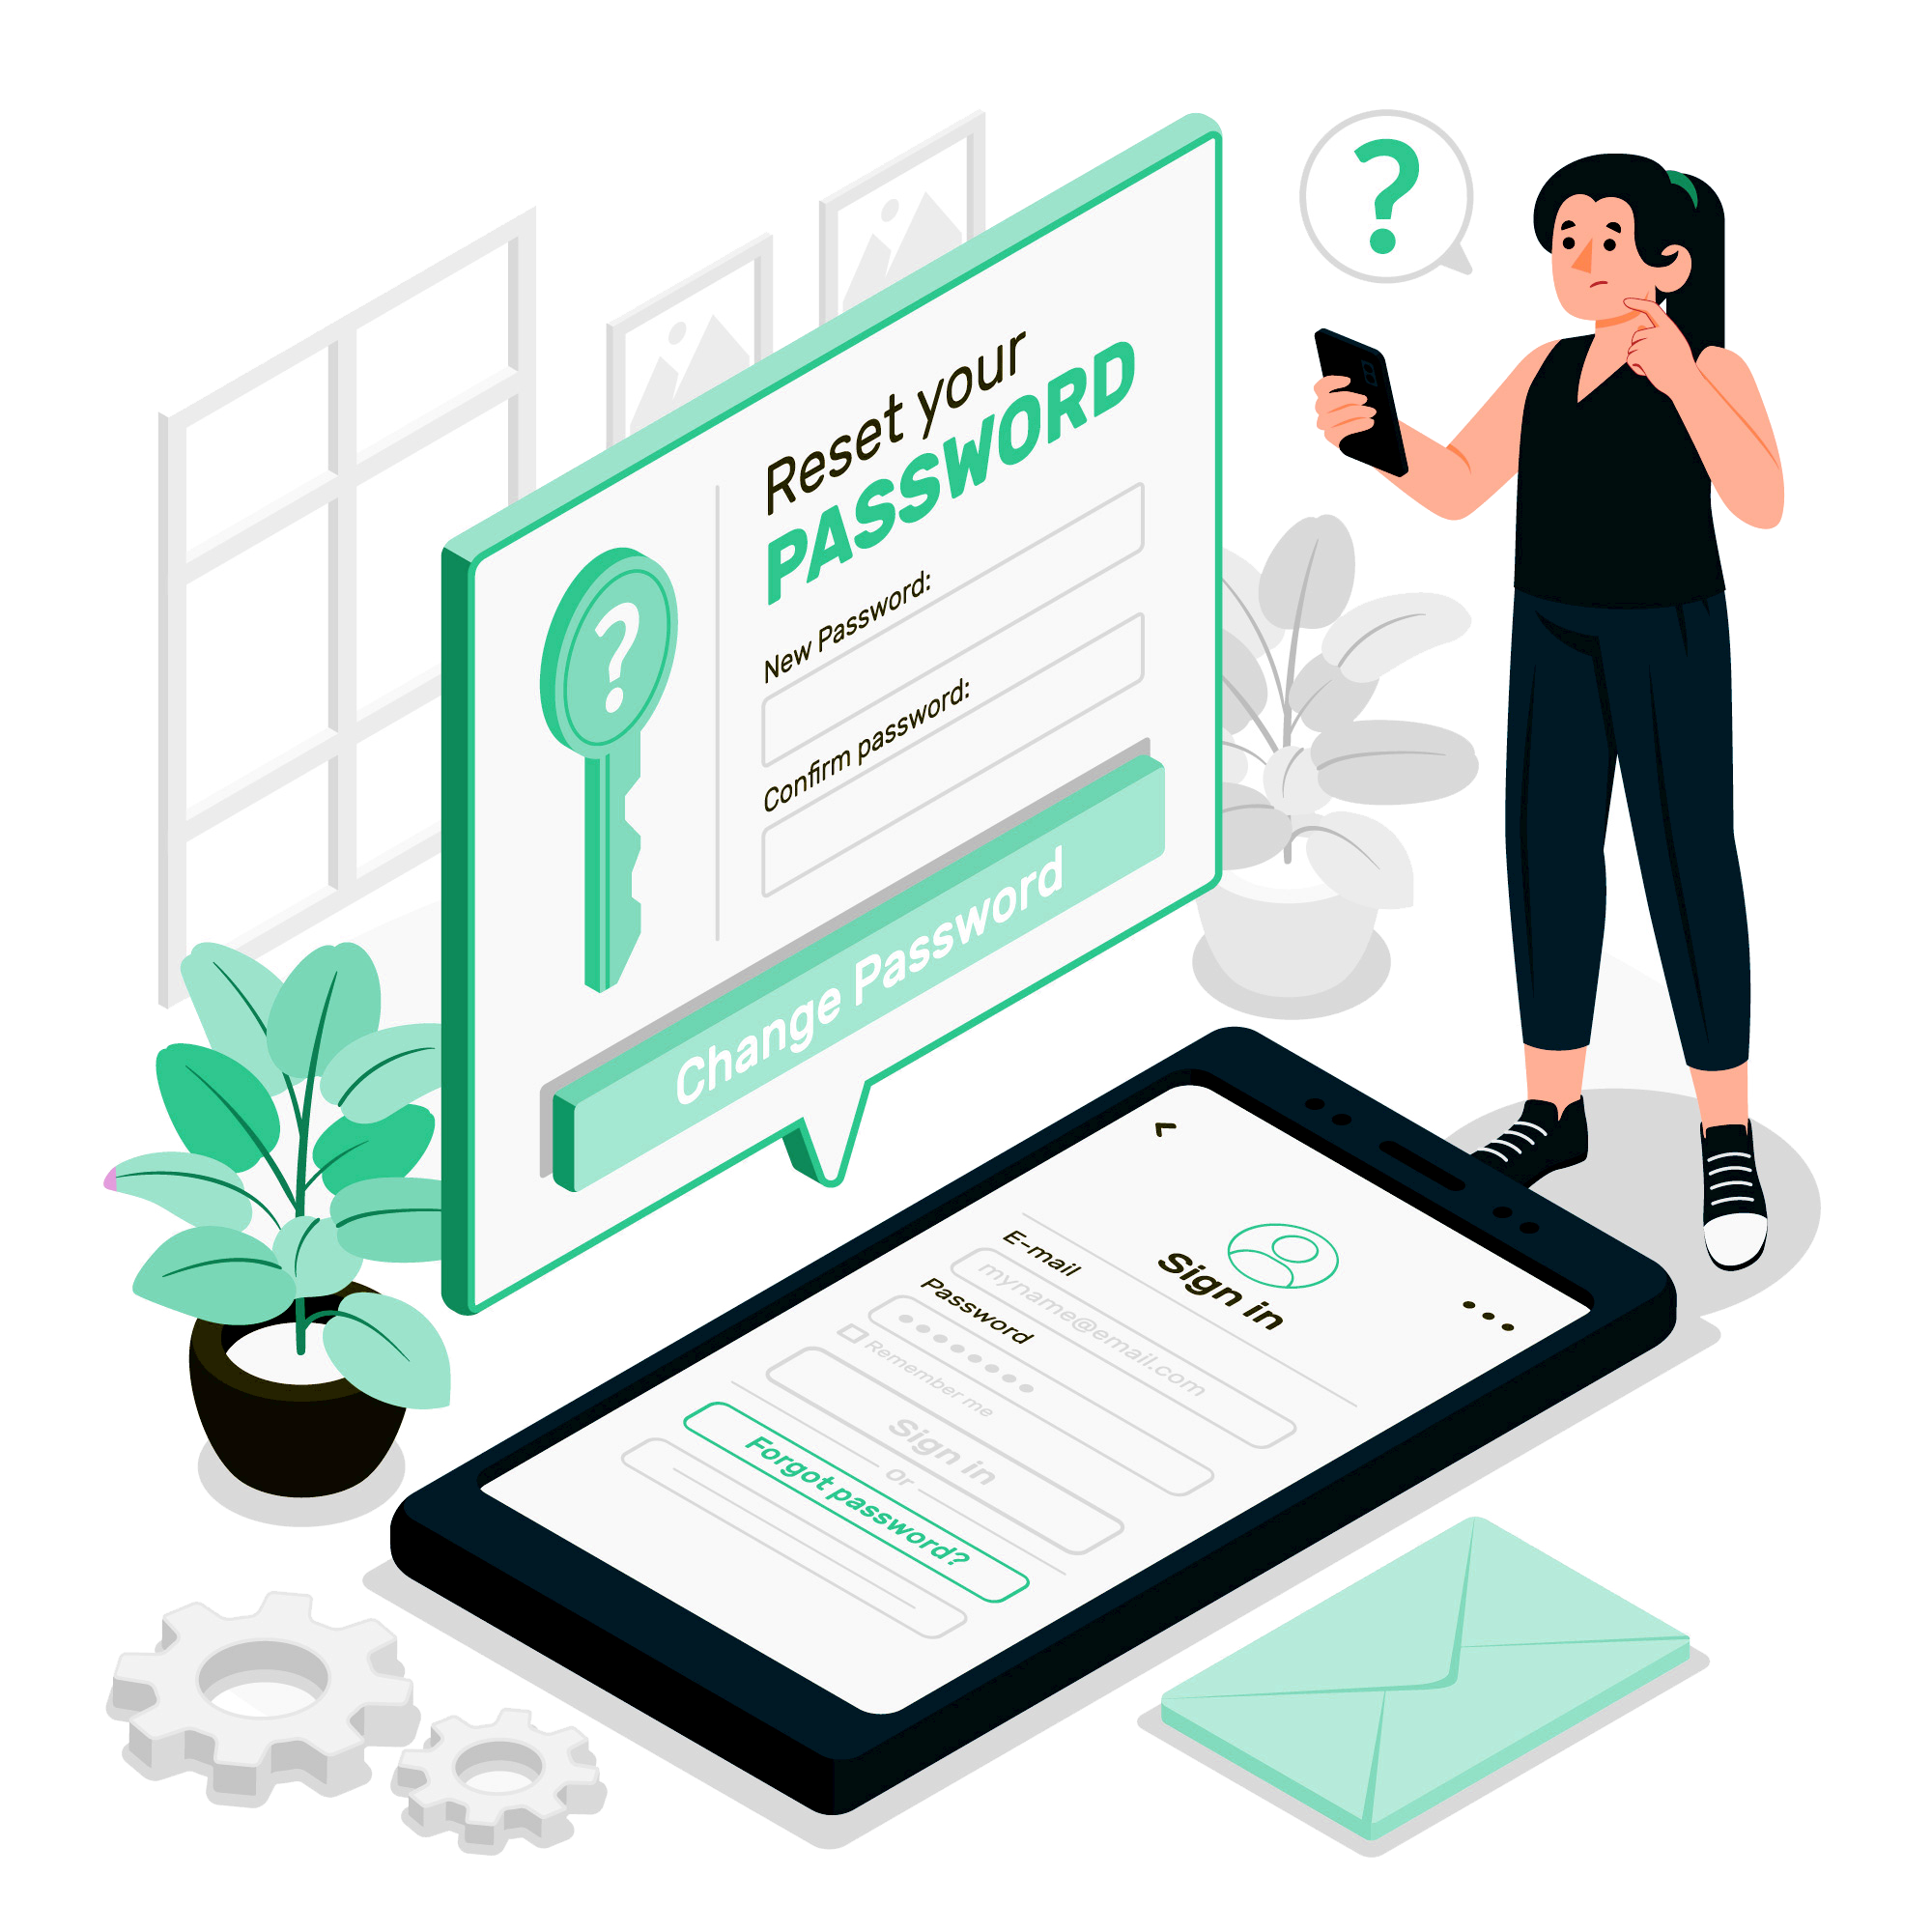 ?
Reset your
PASSWORD
?
New Password:
Confirm password:
Change Password
Sign in
E-mail
myname@email.com
Password
Remember me
Sign in
Or
Forgot password?